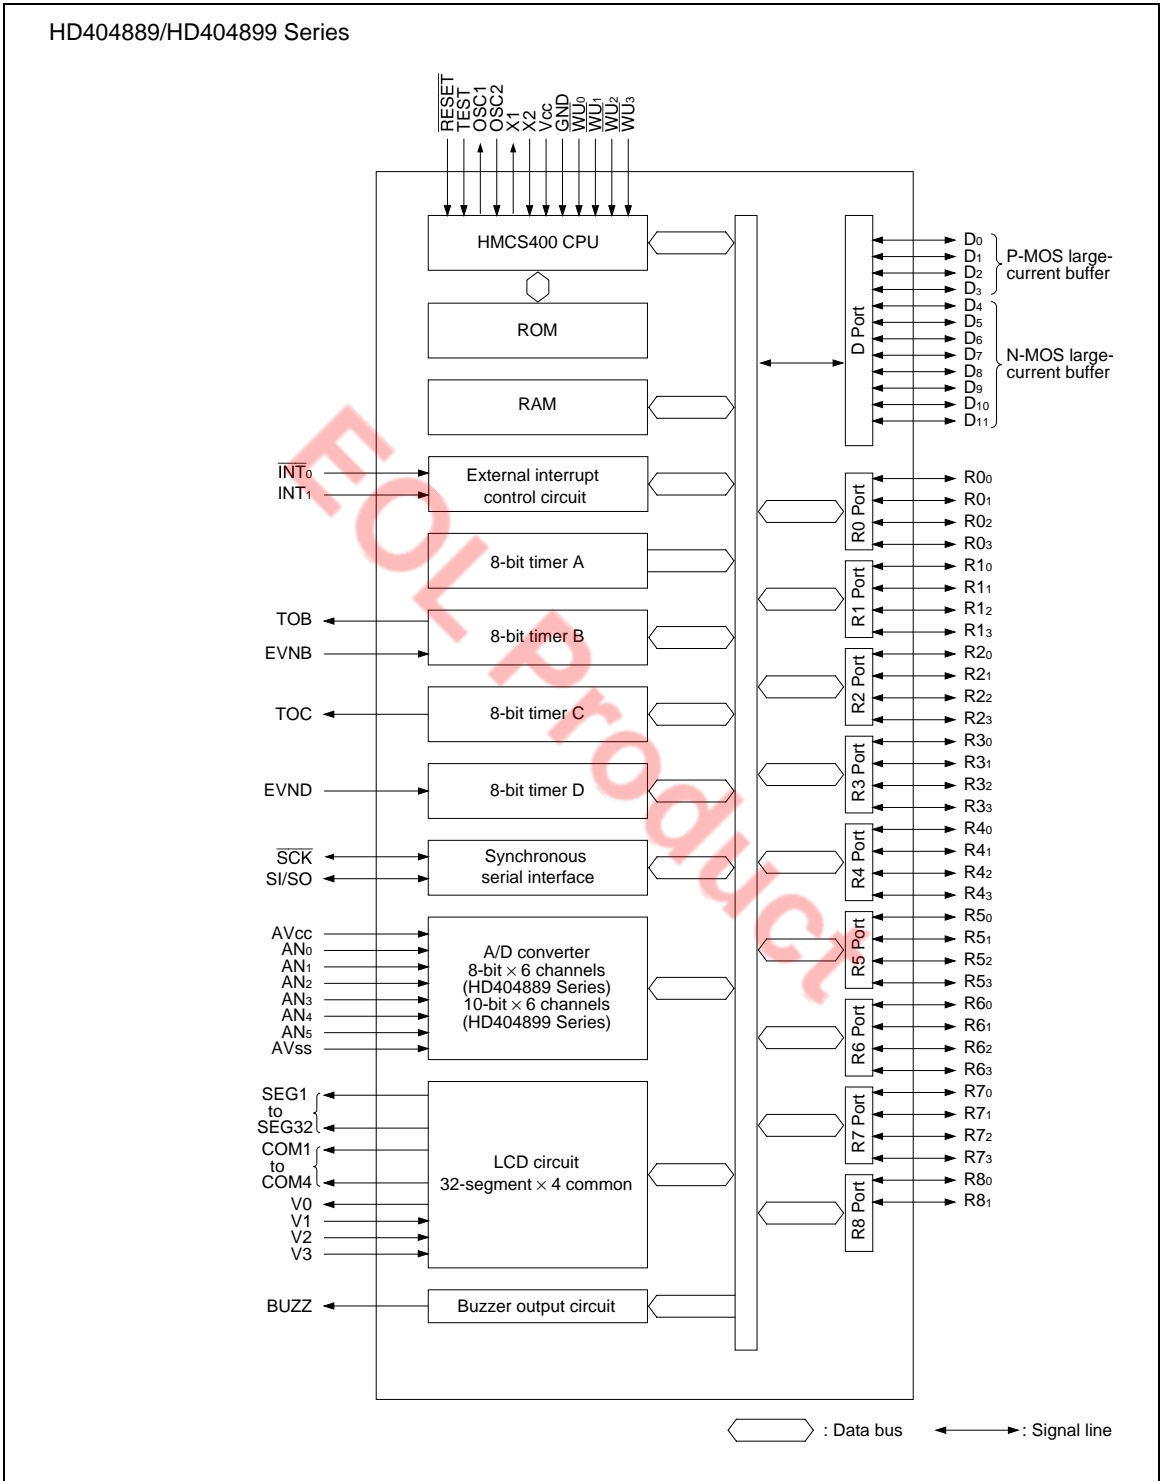 HD404889/HD404899 Series
RESET
TEST
OSC1
OSC2
X1
X2
Vcc
GND
WU0
WU1
WU2
WU3
HMCS400 CPU
ROM
RAM
INT0
INT1
External interrupt
control circuit
8-bit timer A
TOB
EVNB
8-bit timer B
TOC
8-bit timer C
EVND
8-bit timer D
SCK
SI/SO
Synchronous
serial interface
AVcc
AN0
AN1
AN2
AN3
AN4
AN5
AVss
A/D converter
8-bit × 6 channels
(HD404889 Series)
10-bit × 6 channels
(HD404899 Series)
SEG1
to
SEG32
COM1
to
COM4
V0
V1
V2
V3
LCD circuit
32-segment × 4 common
BUZZ
Buzzer output circuit
D Port
D0
D1
D2
D3
D4
D5
D6
D7
D8
D9
D10
D11
P-MOS large-
current buffer
N-MOS large-
current buffer
R0 Port
R00
R01
R02
R03
R1 Port
R10
R11
R12
R13
R2 Port
R20
R21
R22
R23
R3 Port
R30
R31
R32
R33
R4 Port
R40
R41
R42
R43
R5 Port
R50
R51
R52
R53
R6 Port
R60
R61
R62
R63
R7 Port
R70
R71
R72
R73
R8 Port
R80
R81
: Data bus
: Signal line
EOL Product